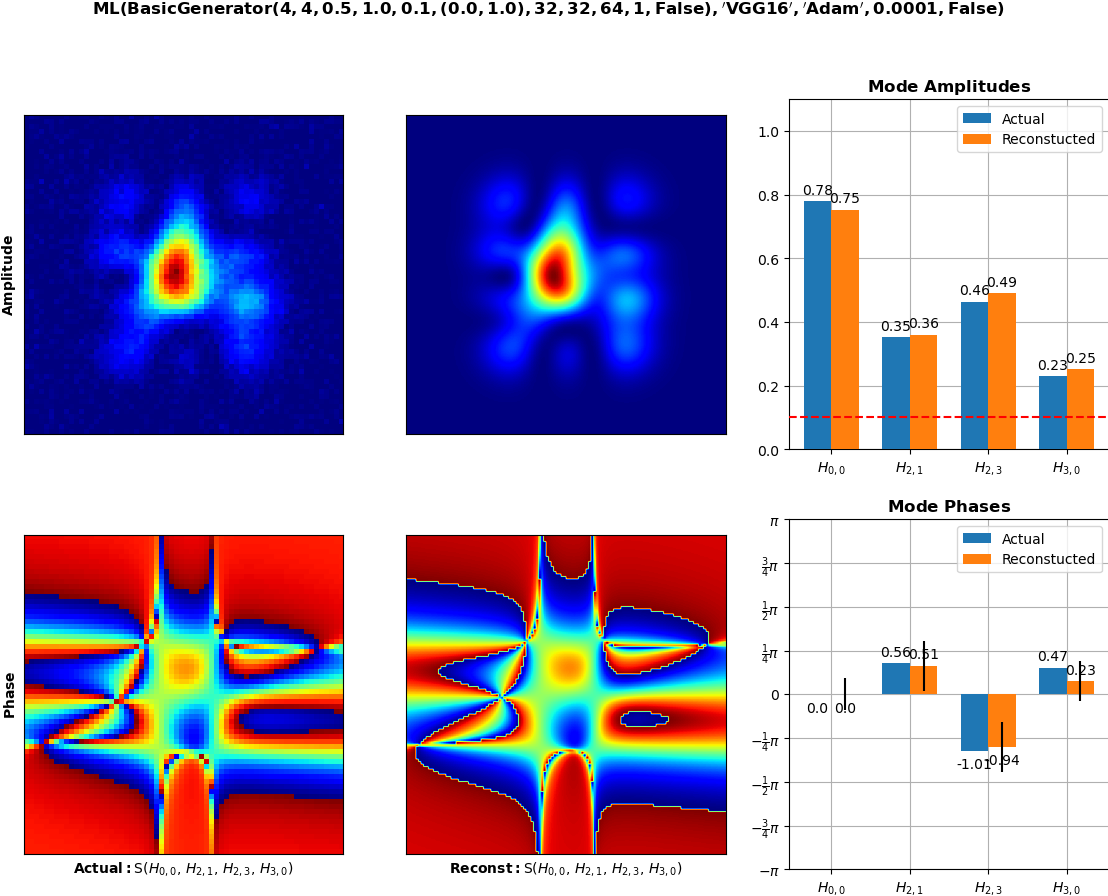 ML(BasicGenerator(4, 4, 0.5, 1.0, 0.1, (0.0, 1.0), 32, 32, 64, 1, False), ′VGG16′, ′Adam′, 0.0001, False)
Amplitude
Mode Amplitudes
Actual
Reconstucted
1.0
0.8
0.6
0.4
0.2
0.0
0.78
0.75
0.35
0.36
0.46
0.49
0.23
0.25
H0, 0
H2, 1
H2, 3
H3, 0
Phase
Actual: S(H0, 0, H2, 1, H2, 3, H3, 0)
Reconst: S(H0, 0, H2, 1, H2, 3, H3, 0)
Mode Phases
Actual
Reconstucted
π
3/4π
1/2π
1/4π
0
−1/4π
−1/2π
−3/4π
−π
0.0
0.0
0.56
0.51
-1.01
-0.94
0.47
0.23
H0, 0
H2, 1
H2, 3
H3, 0